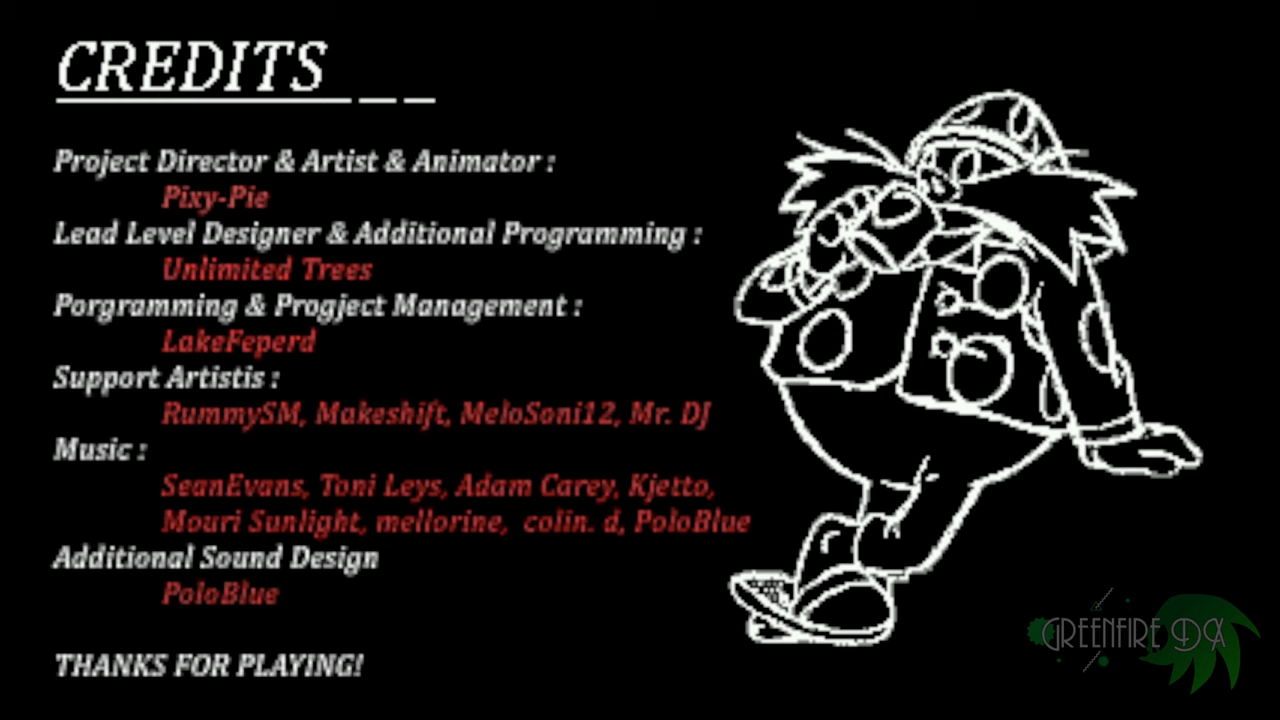 CREDITS
Project Director & Artist & Animator :
Pixy-Pie
Lead Level Designer & Additional Programming :
Unlimited Trees
Porgramming & Progject Management :
LakeFeperd
Support Artistis :
RummySM, Makeshift, MeloSoni12, Mr. DJ
Music :
SeanEvans, Toni Leys, Adam Carey, Kjetto,
Mouri Sunlight, mellorine, colin. d, PoloBlue
Additional Sound Design
PoloBlue
THANKS FOR PLAYING!
GREENFIRE DX